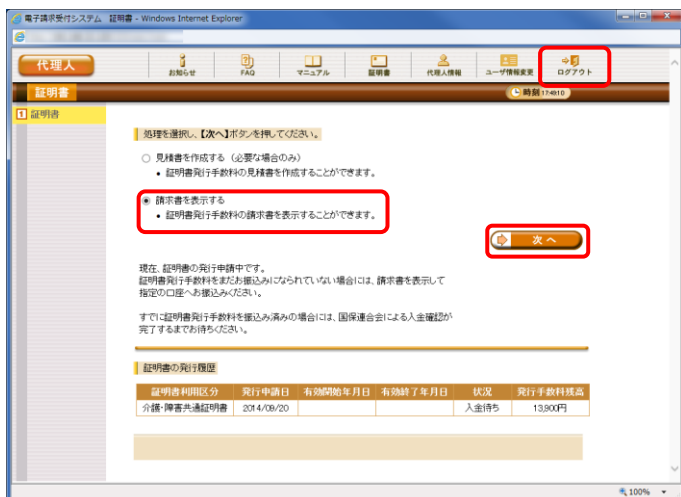 電子請求受付システム 証明書 - Windows Internet Explorer
代理人
お知らせ FAQ マニュアル 証明書 代理人情報 ユーザ情報変更 ログアウト
証明書 時刻 17:49:10
1 証明書
処理を選択し、【次へ】ボタンを押してください。
見積書を作成する （必要な場合のみ）
• 証明書発行手数料の見積書を作成することができます。
請求書を表示する
• 証明書発行手数料の請求書を表示することができます。
次へ
現在、証明書の発行申請中です。
証明書発行手数料をまだお振込みになられていない場合には、請求書を表示して
指定の口座へお振込みください。
すでに証明書発行手数料を振込み済みの場合には、国保連合会による入金確認が
完了するまでお待ちください。
証明書の発行履歴
証明書利用区分 発行申請日 有効開始年月日 有効終了年月日 状況 発行手数料残高
介護・障害共通証明書 2014/09/20 入金待ち 13,900円
100%